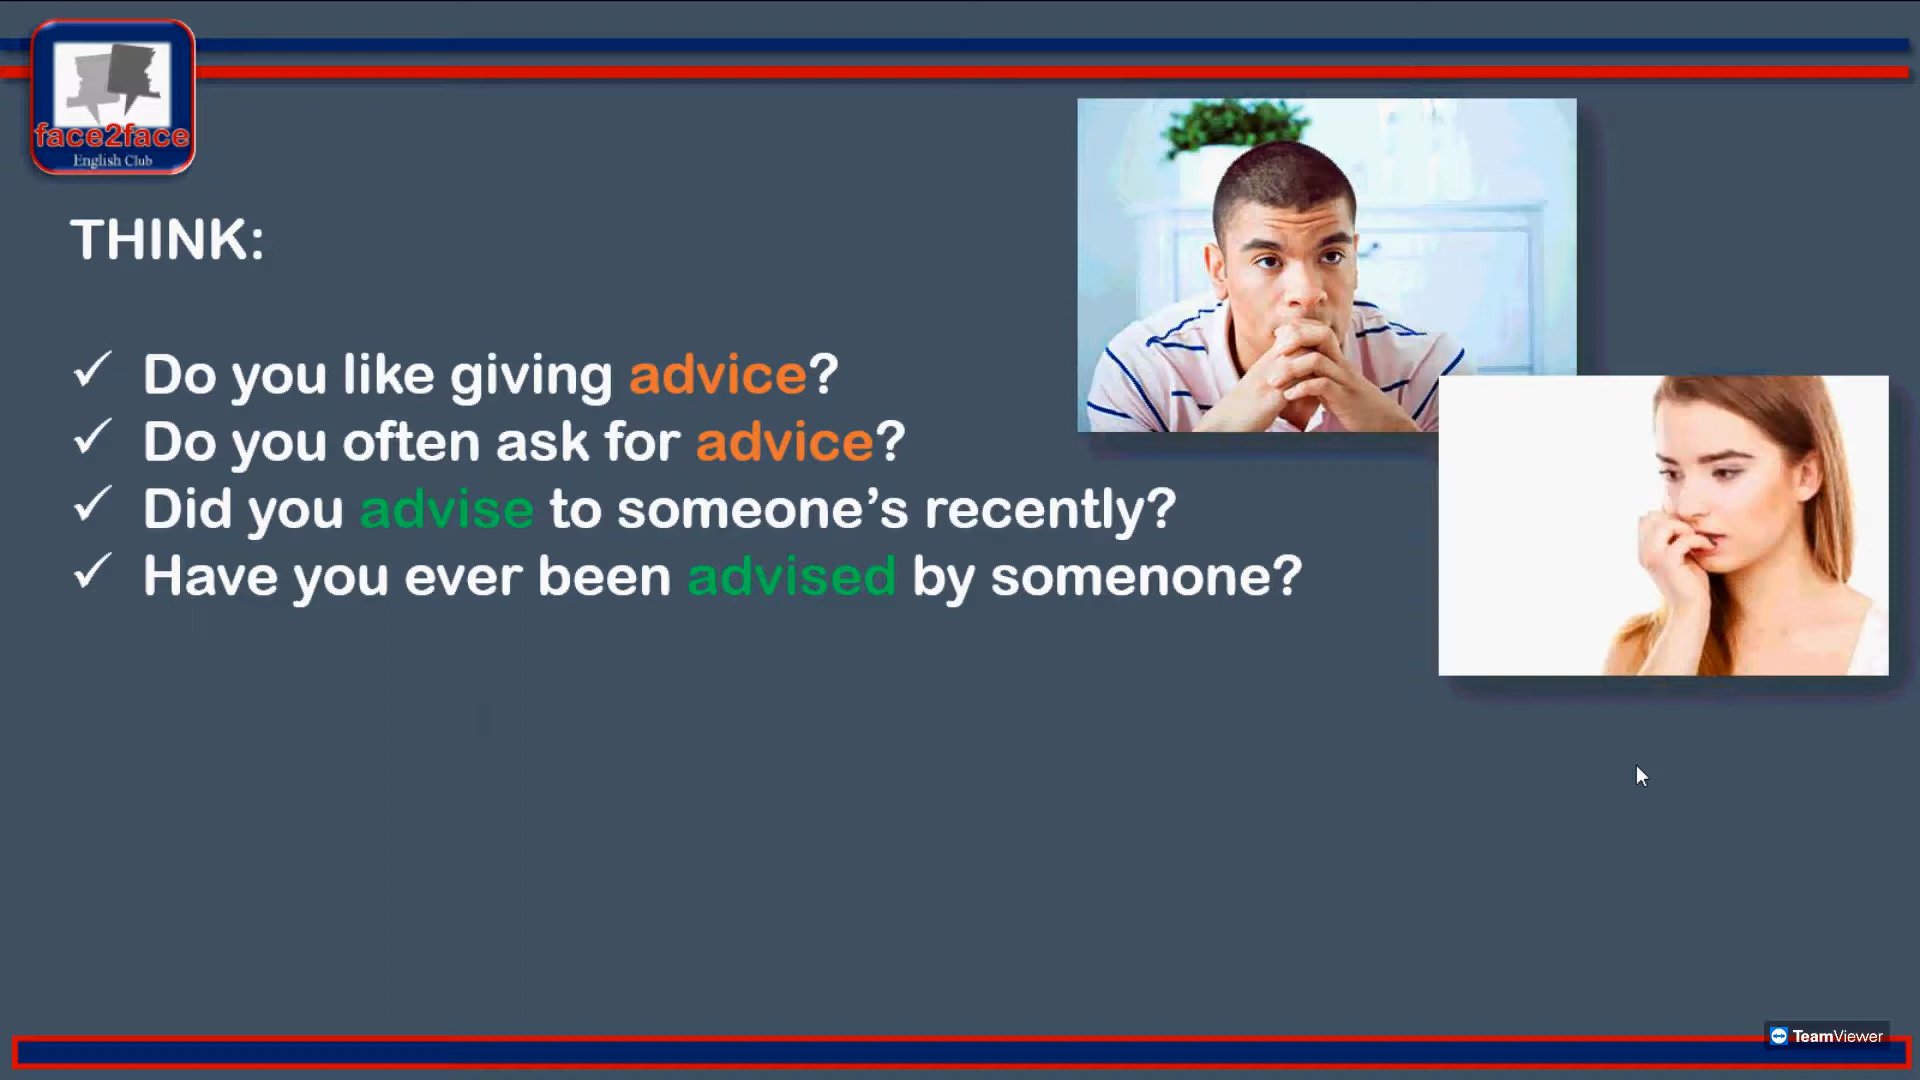 face2face
English Club
THINK:
✓ Do you like giving advice?
✓ Do you often ask for advice?
✓ Did you advise to someone’s recently?
✓ Have you ever been advised by somenone?
TeamViewer